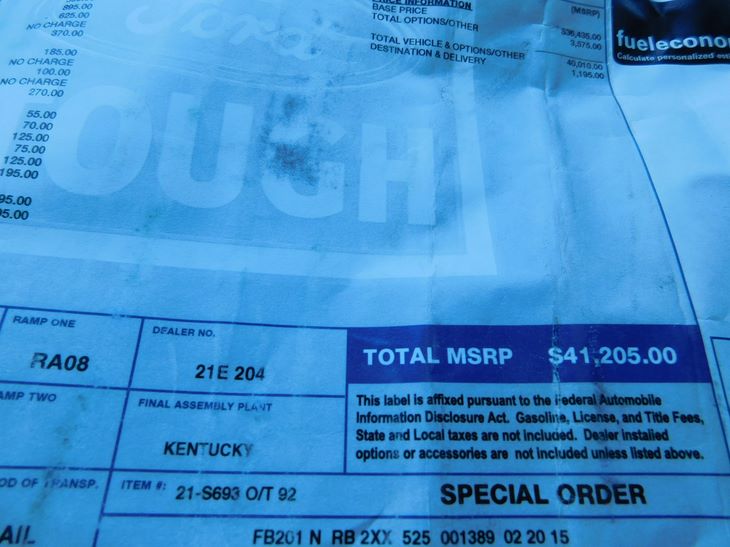 895.00
625.00
NO CHARGE
370.00
185.00
NO CHARGE
100.00
NO CHARGE
270.00
55.00
70.00
125.00
75.00
125.00
195.00
95.00
95.00
Ford
TOUGH
PRICE INFORMATION
(MSRP)
BASE PRICE
$36,435.00
TOTAL OPTIONS/OTHER
3,575.00
TOTAL VEHICLE & OPTIONS/OTHER
40,010.00
DESTINATION & DELIVERY
1,195.00
fueleconon
Calculate personalized est
RAMP ONE
RA08
DEALER NO.
21E 204
TOTAL MSRP $41,205.00
AMP TWO
FINAL ASSEMBLY PLANT
KENTUCKY
This label is affixed pursuant to the Federal Automobile
Information Disclosure Act. Gasoline, License, and Title Fees,
State and Local taxes are not included. Dealer installed
options or accessories are not included unless listed above.
OD OF TRANSP.
AIL
ITEM #: 21-S693 O/T 92
SPECIAL ORDER
FB201 N RB 2XX 525 001389 02 20 15